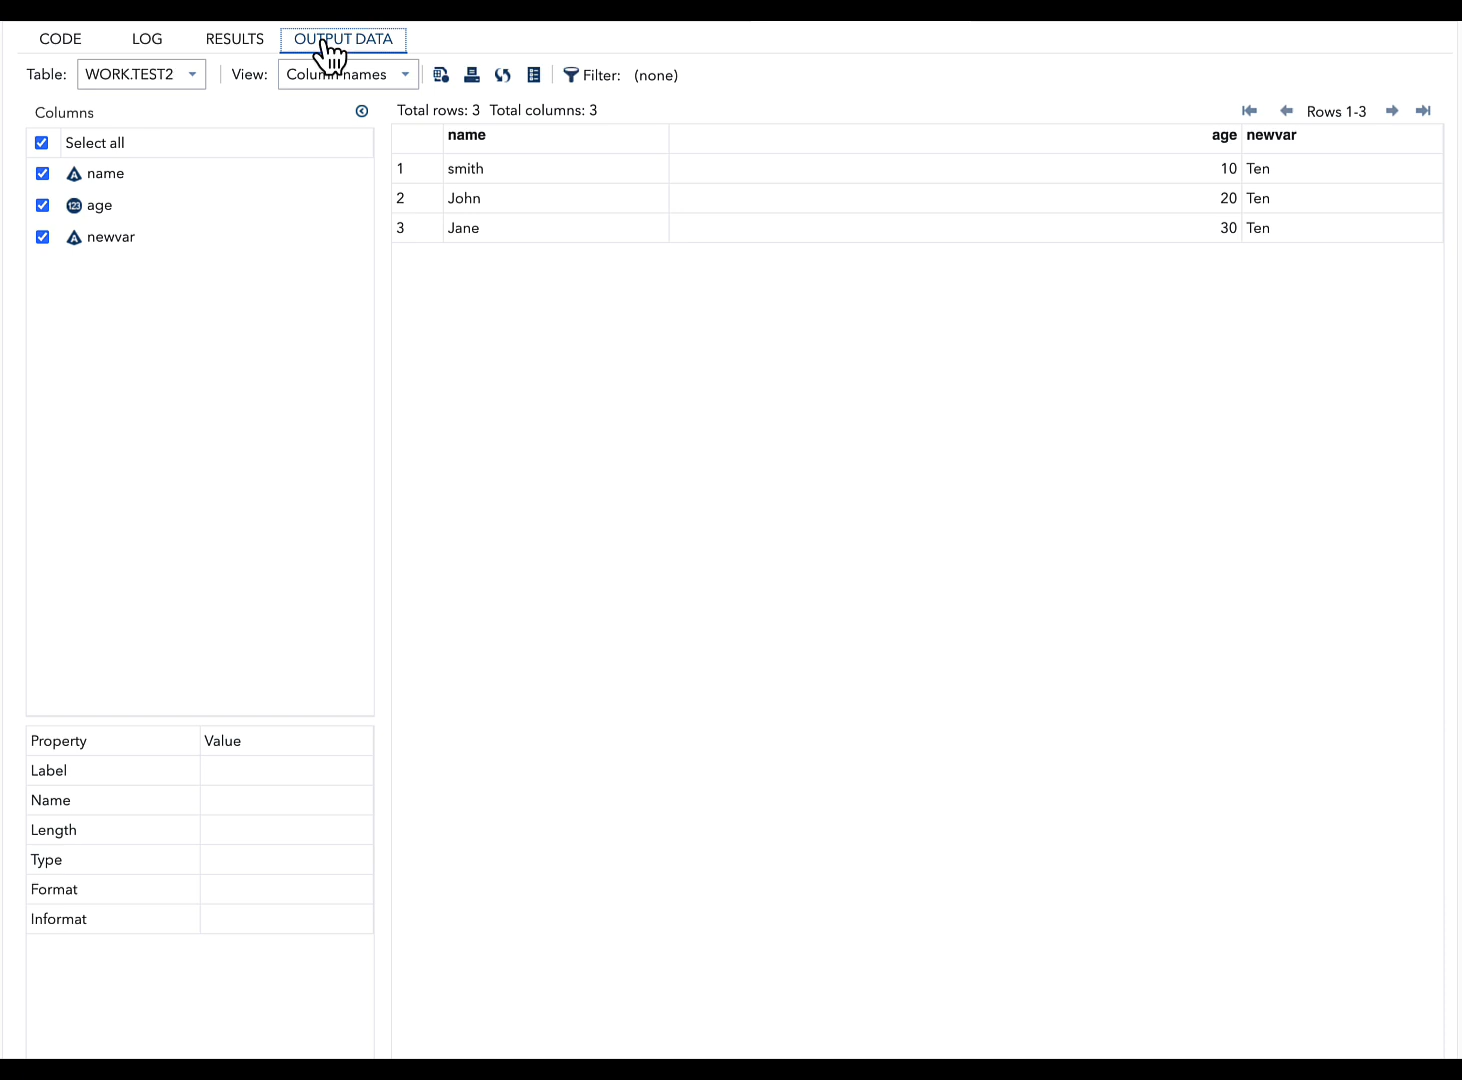 CODE LOG RESULTS OUTPUT DATA
Table: WORK.TEST2 View: Column names Filter: (none)
Columns
Select all
name
age
newvar
Total rows: 3 Total columns: 3 Rows 1-3
name age newvar
1 smith 10 Ten
2 John 20 Ten
3 Jane 30 Ten
Property Value
Label
Name
Length
Type
Format
Informat